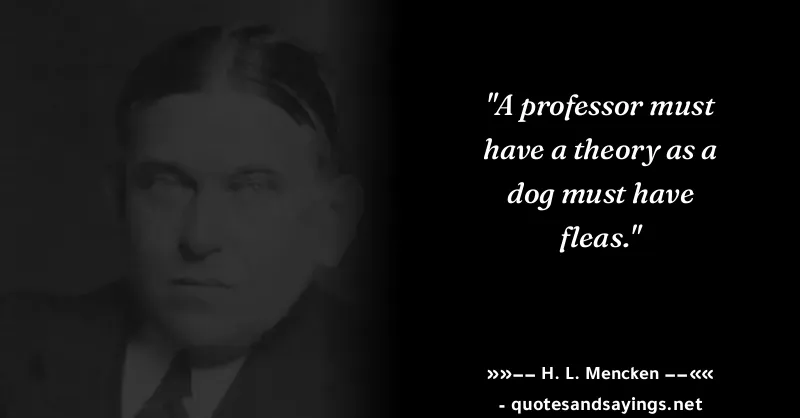 "A professor must
have a theory as a
dog must have
fleas."
»»−− H. L. Mencken −−««
- quotesandsayings.net